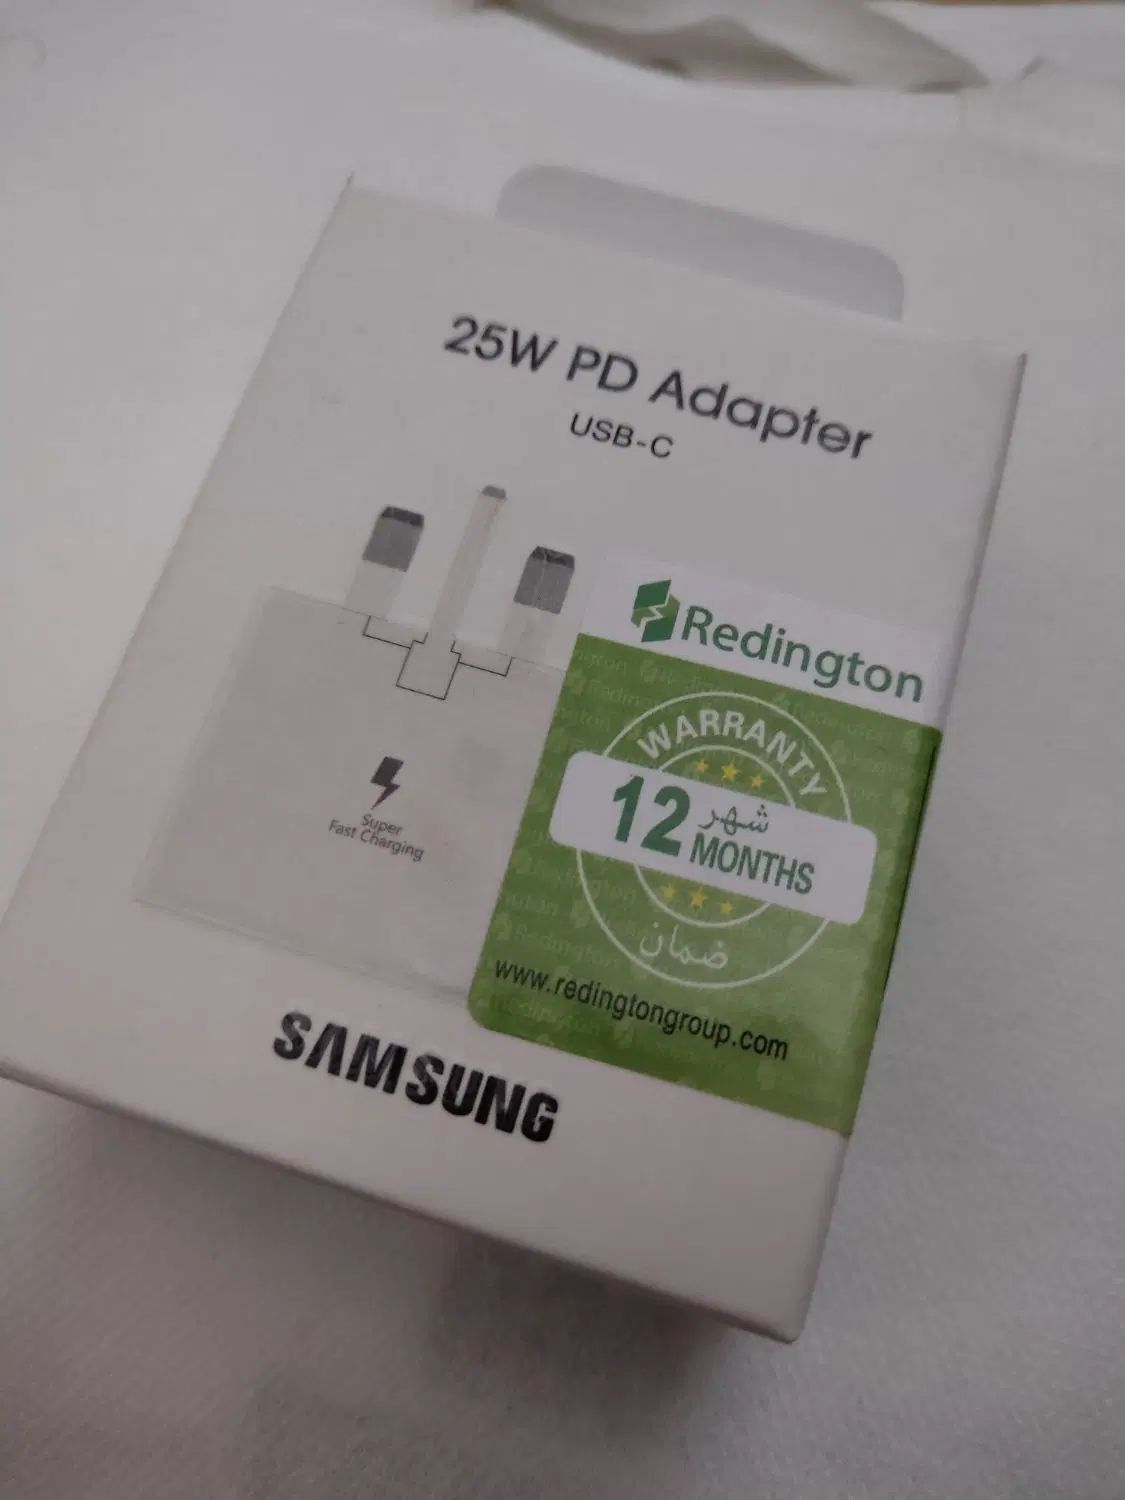 25W PD Adapter
USB-C
Super
Fast Charging
Redington
WARRANTY
12 شهر
MONTHS
ضمان
www.redingtongroup.com
SAMSUNG